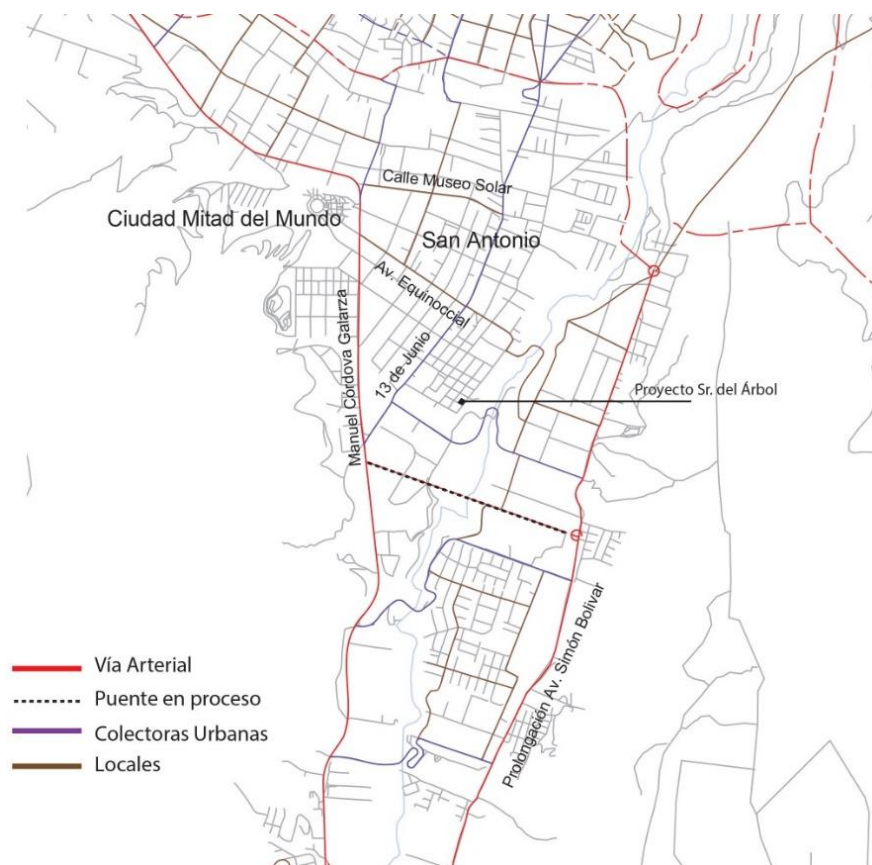 Calle Museo Solar
Ciudad Mitad del Mundo
San Antonio
Av. Equinoccial
Manuel Córdova Galarza
13 de Junio
Proyecto Sr. del Árbol
Prolongación Av. Simón Bolivar
Vía Arterial
Puente en proceso
Colectoras Urbanas
Locales